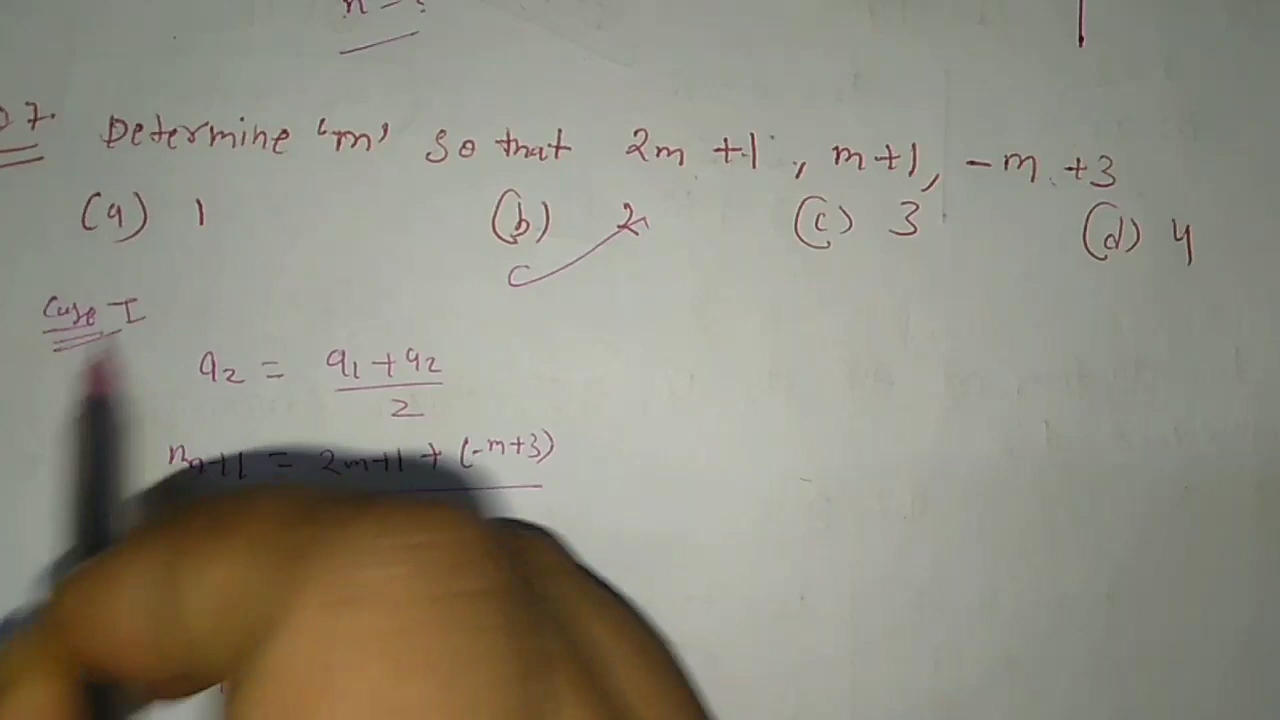 n = ?
7. Determine 'm' so that 2m + 1, m+1, -m + 3
(a) 1 (b) 2 (c) 3 (d) 4
Case I
a2 = a1 + a2
2
m+1 = 2m+1 + (-m+3)